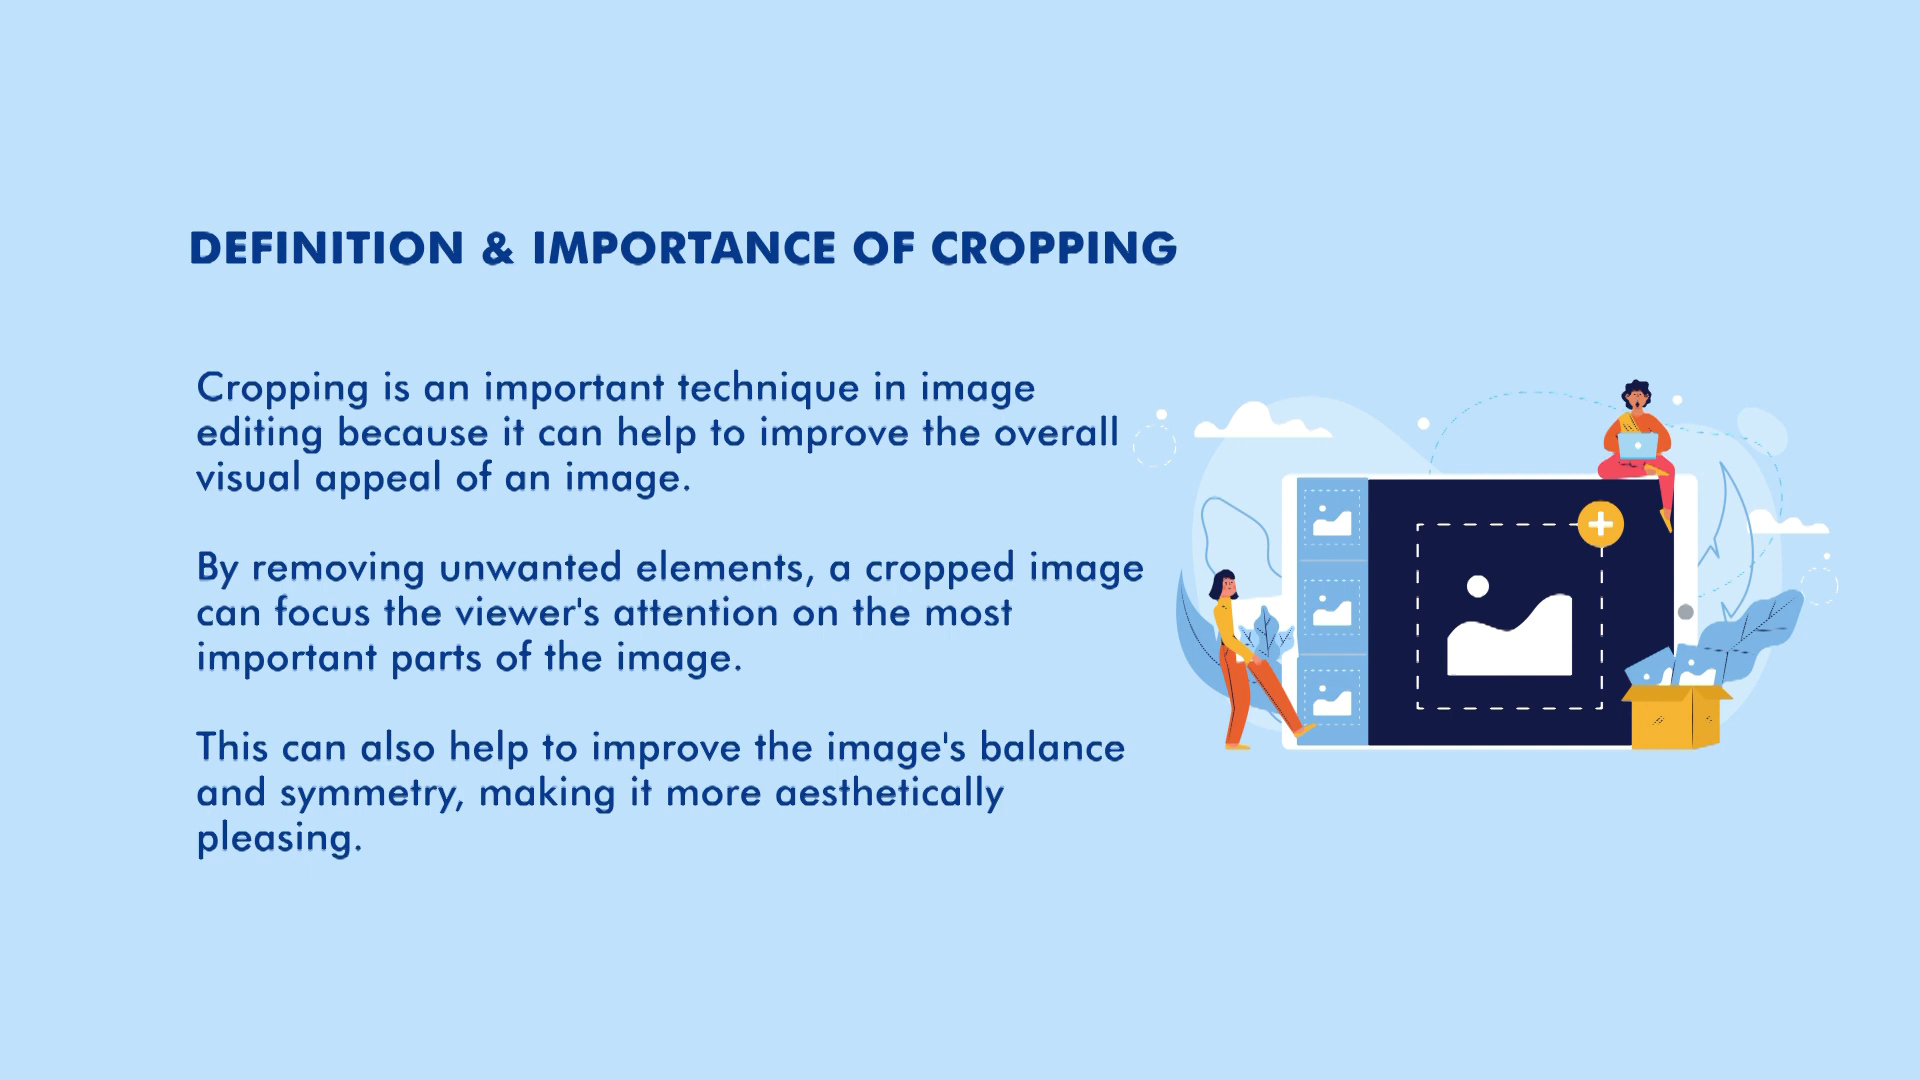 DEFINITION & IMPORTANCE OF CROPPING
Cropping is an important technique in image
editing because it can help to improve the overall
visual appeal of an image.
By removing unwanted elements, a cropped image
can focus the viewer's attention on the most
important parts of the image.
This can also help to improve the image's balance
and symmetry, making it more aesthetically
pleasing.